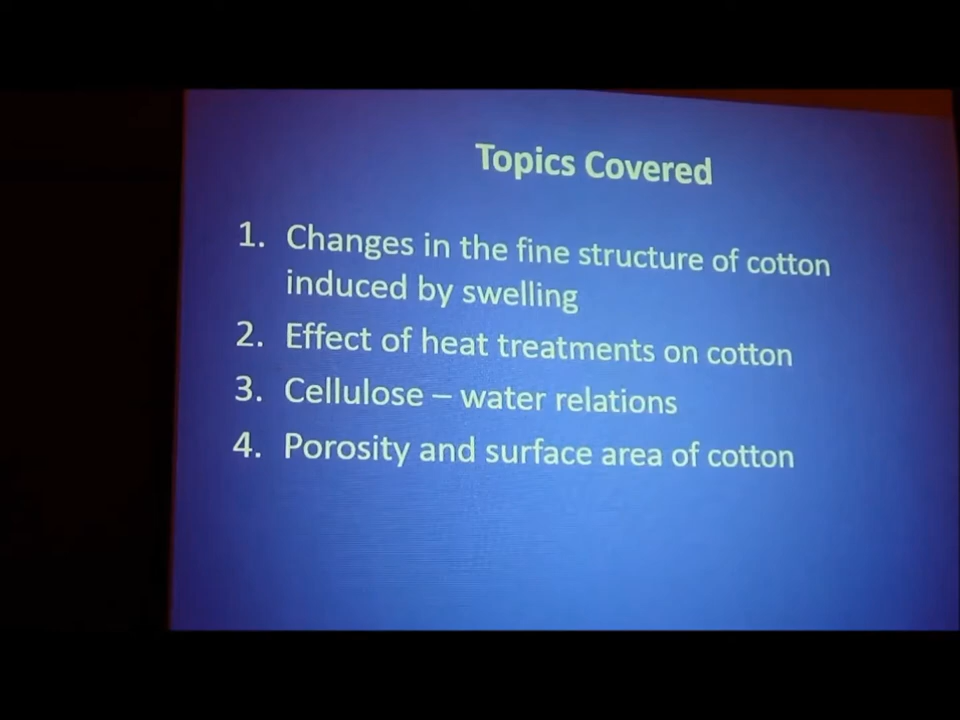 Topics Covered
1. Changes in the fine structure of cotton
induced by swelling
2. Effect of heat treatments on cotton
3. Cellulose – water relations
4. Porosity and surface area of cotton